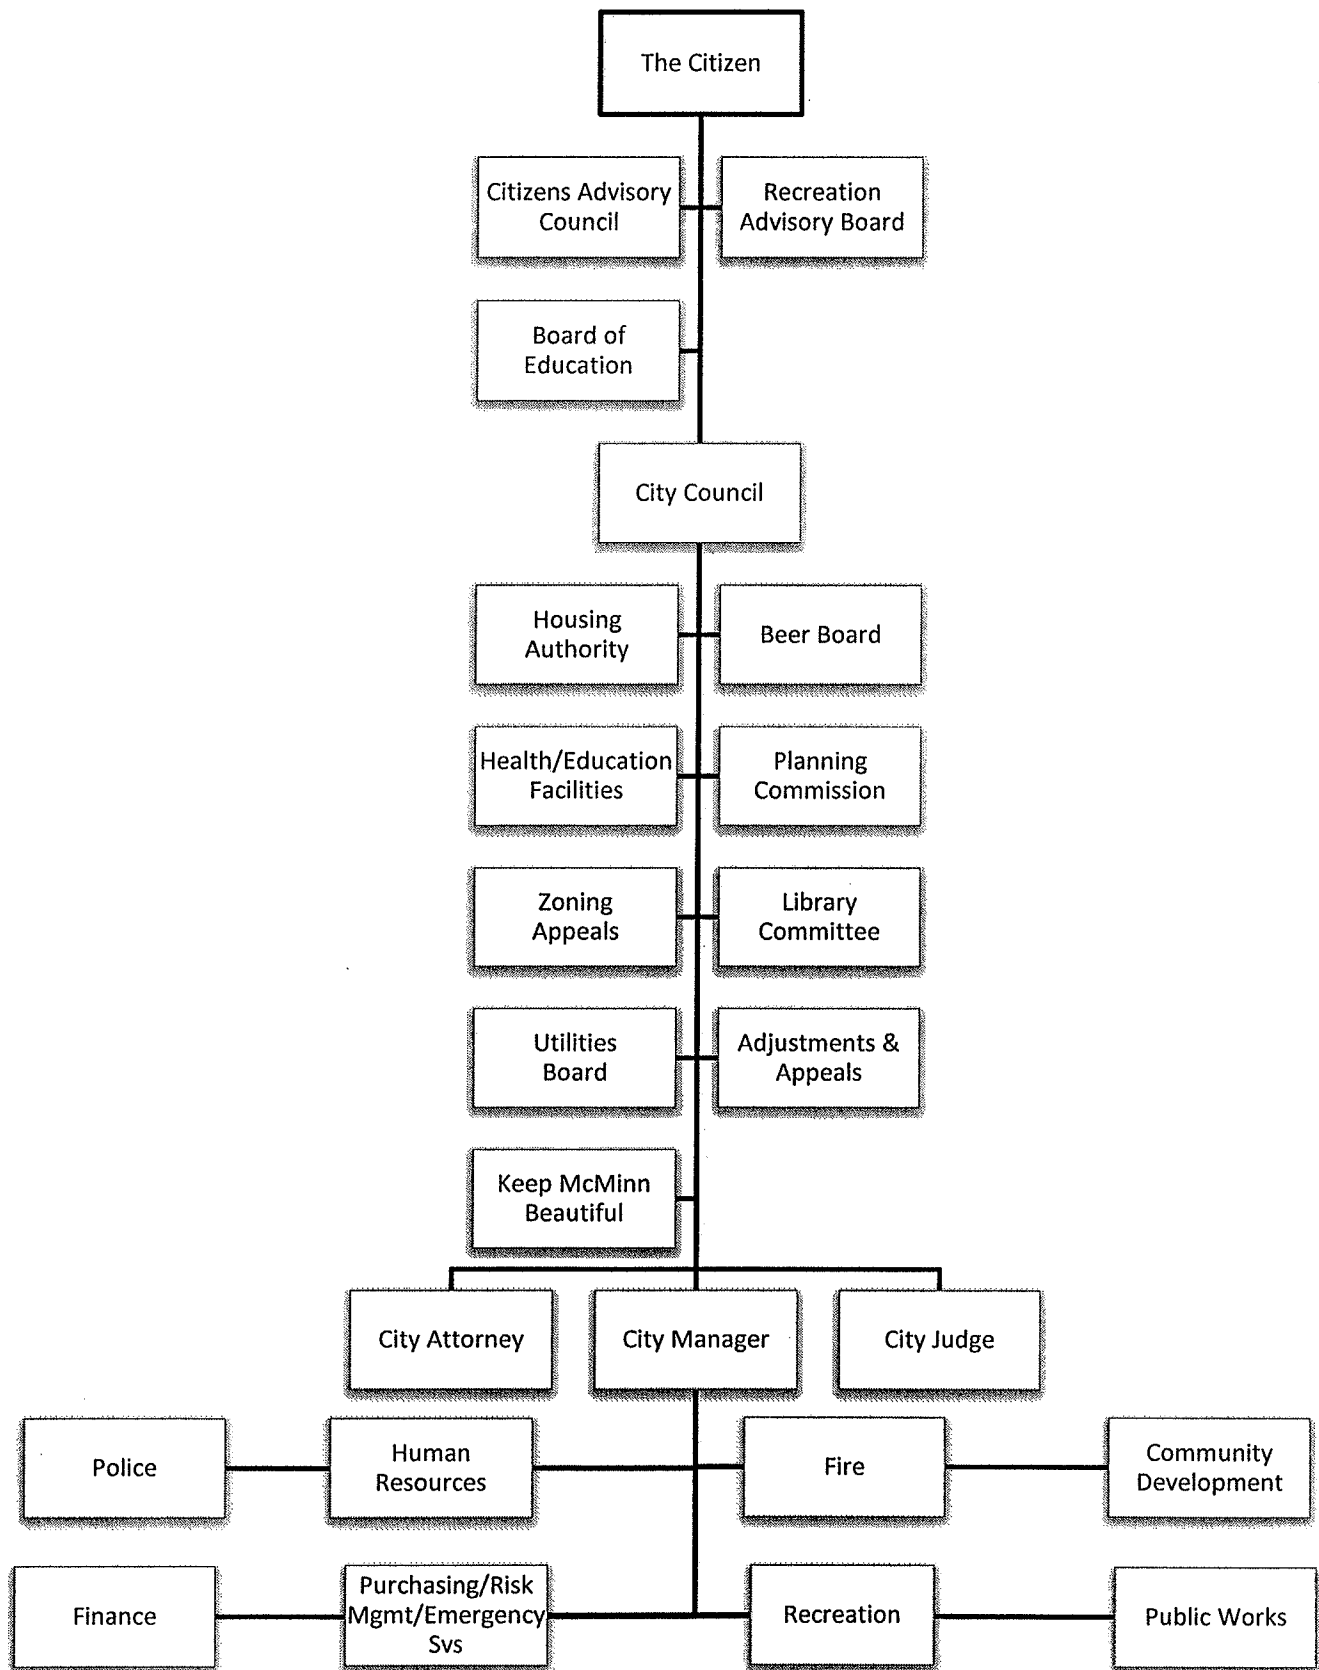 The Citizen
Citizens Advisory
Council
Recreation
Advisory Board
Board of
Education
City Council
Housing
Authority
Beer Board
Health/Education
Facilities
Planning
Commission
Zoning
Appeals
Library
Committee
Utilities
Board
Adjustments &
Appeals
Keep McMinn
Beautiful
City Attorney
City Manager
City Judge
Police
Human
Resources
Fire
Community
Development
Finance
Purchasing/Risk
Mgmt/Emergency
Svs
Recreation
Public Works